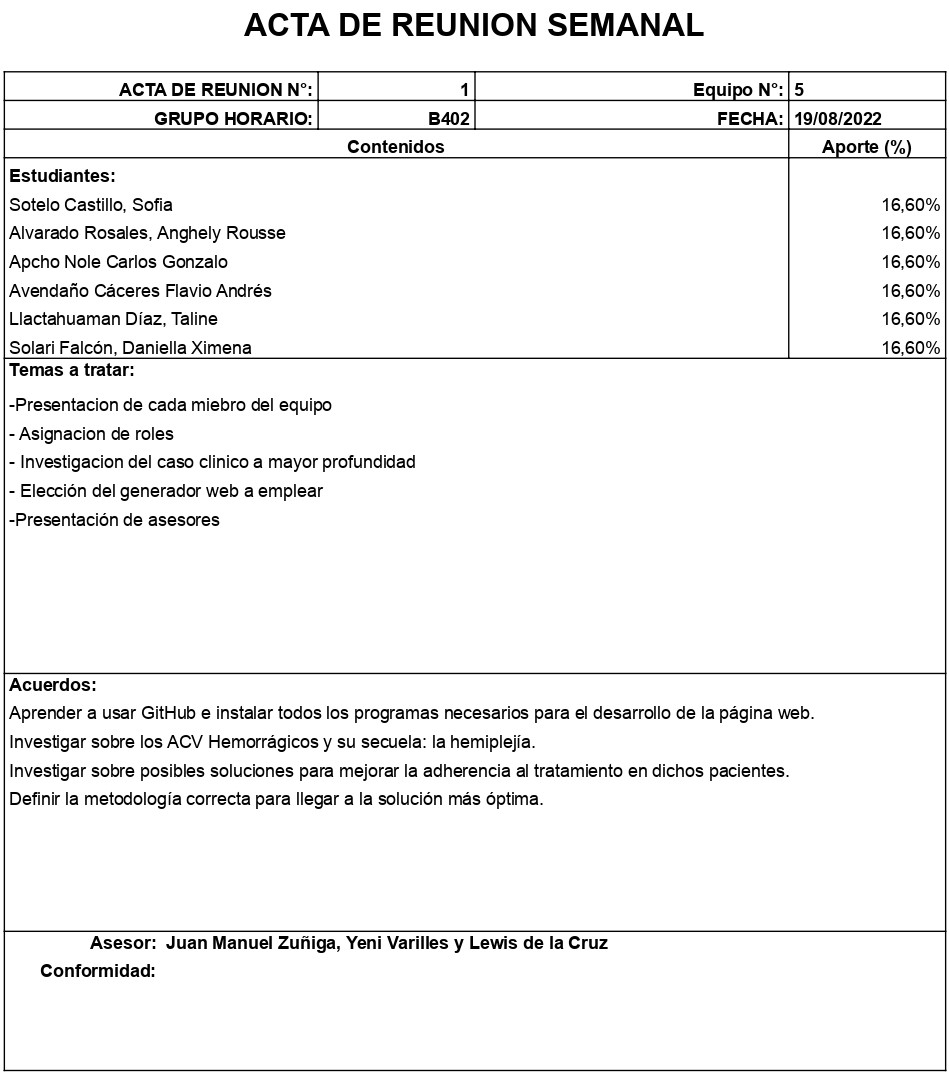 ACTA DE REUNION SEMANAL
ACTA DE REUNION N°: 1 Equipo N°: 5
GRUPO HORARIO: B402 FECHA: 19/08/2022
Contenidos Aporte (%)
Estudiantes:
Sotelo Castillo, Sofia 16,60%
Alvarado Rosales, Anghely Rousse 16,60%
Apcho Nole Carlos Gonzalo 16,60%
Avendaño Cáceres Flavio Andrés 16,60%
Llactahuaman Díaz, Taline 16,60%
Solari Falcón, Daniella Ximena 16,60%
Temas a tratar:
-Presentacion de cada miebro del equipo
- Asignacion de roles
- Investigacion del caso clinico a mayor profundidad
- Elección del generador web a emplear
-Presentación de asesores
Acuerdos:
Aprender a usar GitHub e instalar todos los programas necesarios para el desarrollo de la página web.
Investigar sobre los ACV Hemorrágicos y su secuela: la hemiplejía.
Investigar sobre posibles soluciones para mejorar la adherencia al tratamiento en dichos pacientes.
Definir la metodología correcta para llegar a la solución más óptima.
Asesor: Juan Manuel Zuñiga, Yeni Varilles y Lewis de la Cruz
Conformidad: